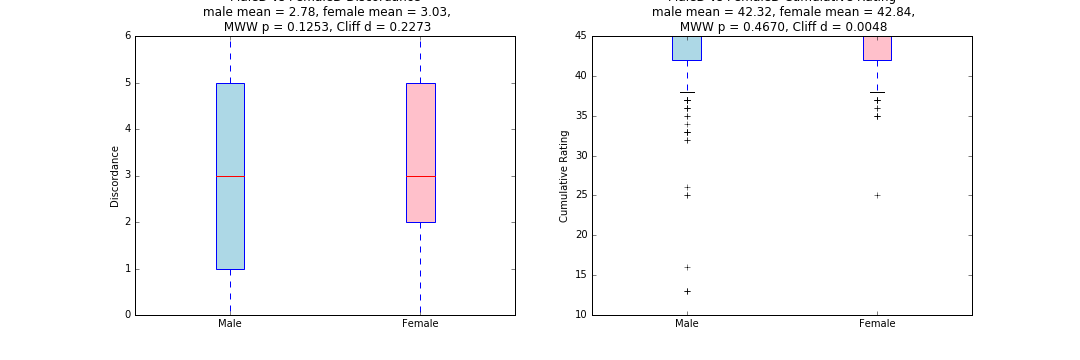 male mean = 2.78, female mean = 3.03,
MWW p = 0.1253, Cliff d = 0.2273
6
5
4
3
2
1
0
Discordance
Male
Female
male mean = 42.32, female mean = 42.84,
MWW p = 0.4670, Cliff d = 0.0048
45
40
35
30
25
20
15
10
Cumulative Rating
Male
Female